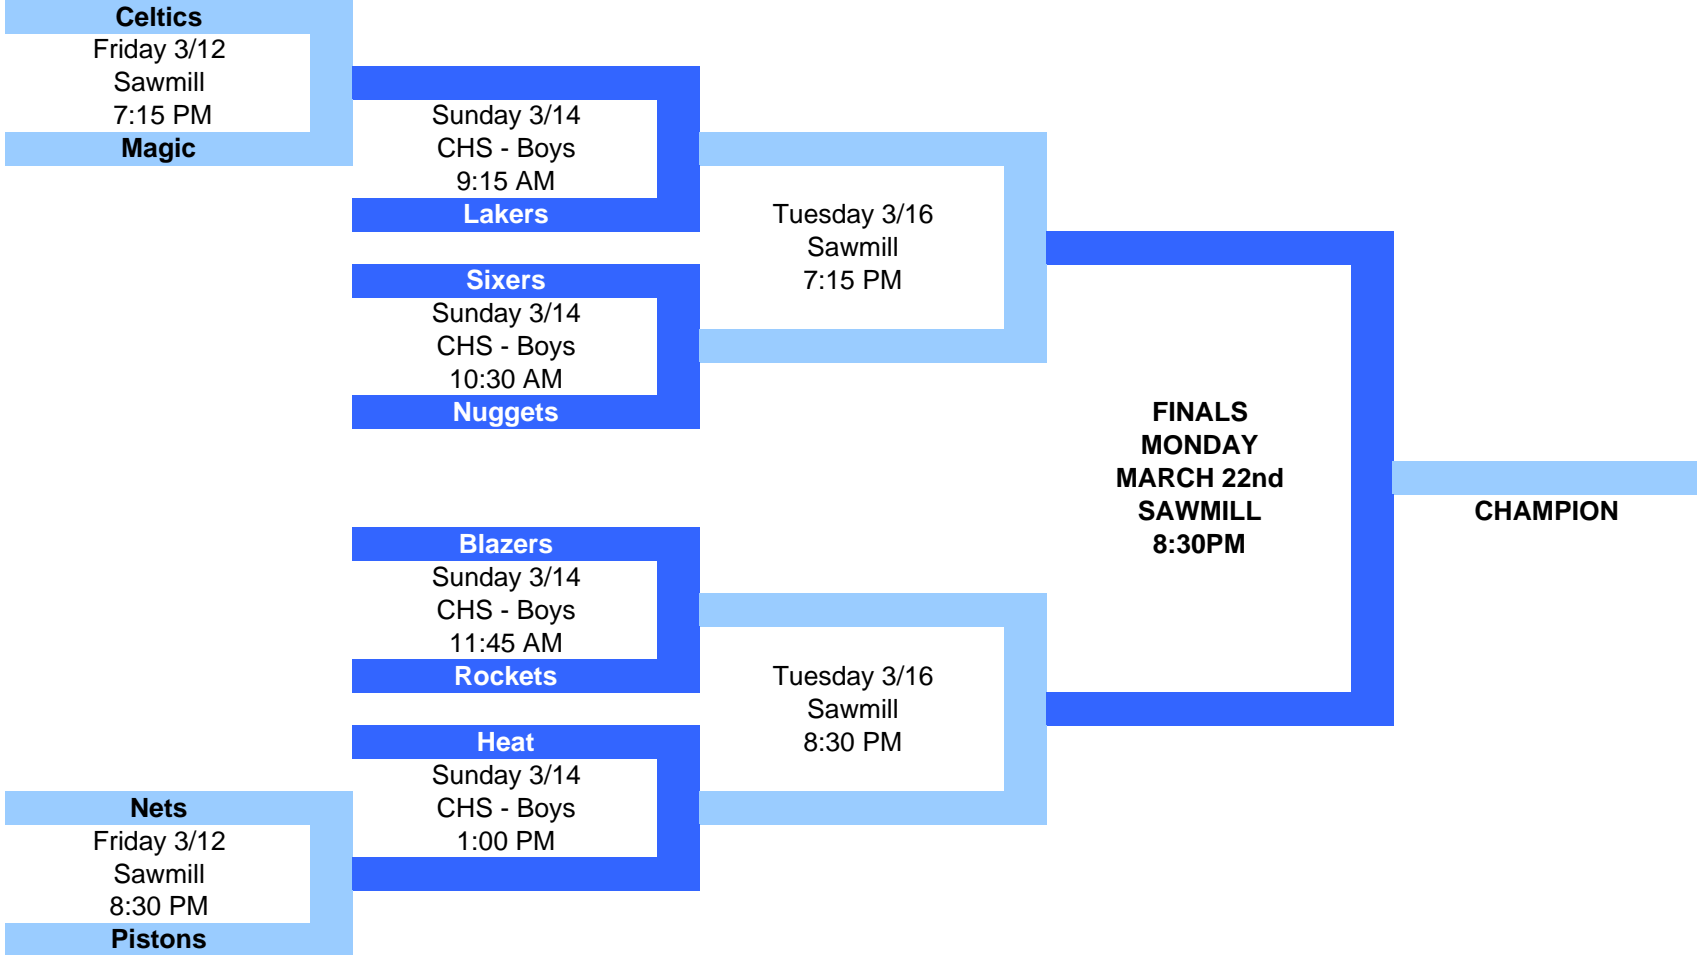 Celtics
Friday 3/12
Sawmill
7:15 PM
Magic
Sunday 3/14
CHS - Boys
9:15 AM
Lakers
Sixers
Sunday 3/14
CHS - Boys
10:30 AM
Nuggets
Tuesday 3/16
Sawmill
7:15 PM
Blazers
Sunday 3/14
CHS - Boys
11:45 AM
Rockets
Heat
Sunday 3/14
CHS - Boys
1:00 PM
Nets
Friday 3/12
Sawmill
8:30 PM
Pistons
Tuesday 3/16
Sawmill
8:30 PM
FINALS
MONDAY
MARCH 22nd
SAWMILL
8:30PM
CHAMPION